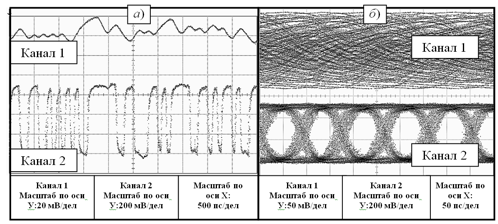 а)
Канал 1
Канал 2
Канал 1
Масштаб по оси
У:20 мВ/дел
Канал 2
Масштаб по оси
У:200 мВ/дел
Масштаб по
оси X:
500 пс/дел
б)
Канал 1
Канал 2
Канал 1
Масштаб по оси
У:50 мВ/дел
Канал 2
Масштаб по оси
У:200 мВ/дел
Масштаб по
оси X:
50 пс/дел